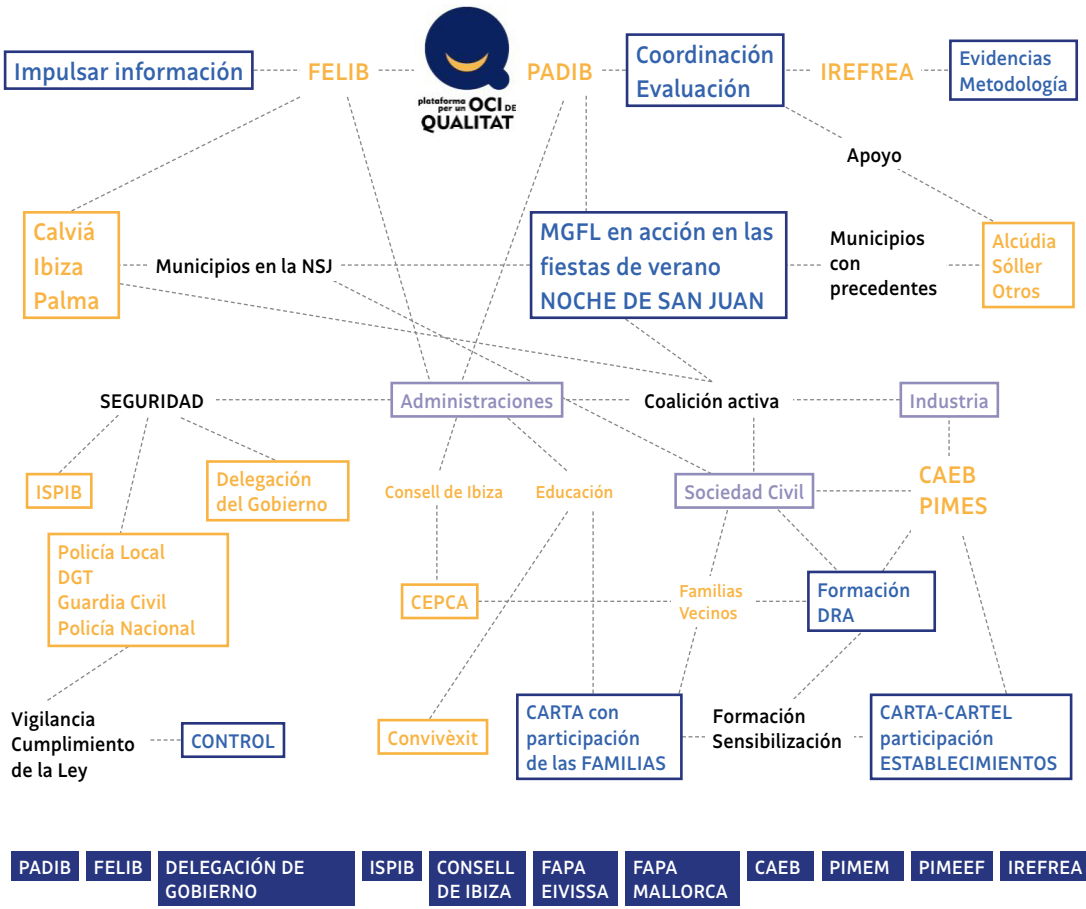 Impulsar información
FELIB
plataforma
per un OCI DE
QUALITAT
PADIB
Coordinación
Evaluación
IREFREA
Evidencias
Metodología
Apoyo
Calviá
Ibiza
Palma
Municipios en la NSJ
MGFL en acción en las
fiestas de verano
NOCHE DE SAN JUAN
Municipios
con
precedentes
Alcúdia
Sóller
Otros
SEGURIDAD
Administraciones
Coalición activa
Industria
ISPIB
Delegación
del Gobierno
Consell de Ibiza
Educación
Sociedad Civil
CAEB
PIMES
Policía Local
DGT
Guardia Civil
Policía Nacional
CEPCA
Familias
Vecinos
Formación
DRA
Vigilancia
Cumplimiento
de la Ley
CONTROL
Convivèxit
CARTA con
participación
de las FAMILIAS
Formación
Sensibilización
CARTA-CARTEL
participación
ESTABLECIMIENTOS
PADIB
FELIB
DELEGACIÓN DE
GOBIERNO
ISPIB
CONSELL
DE IBIZA
FAPA
EIVISSA
FAPA
MALLORCA
CAEB
PIMEM
PIMEEF
IREFREA